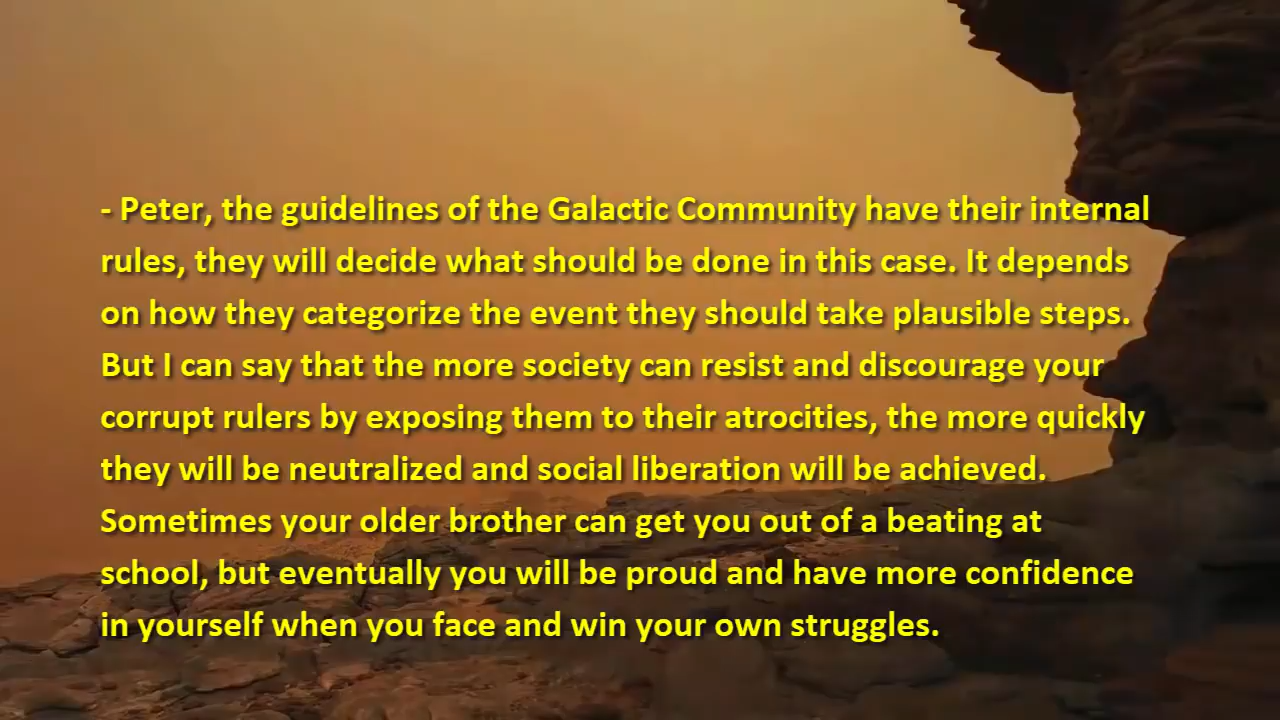 - Peter, the guidelines of the Galactic Community have their internal
rules, they will decide what should be done in this case. It depends
on how they categorize the event they should take plausible steps.
But I can say that the more society can resist and discourage your
corrupt rulers by exposing them to their atrocities, the more quickly
they will be neutralized and social liberation will be achieved.
Sometimes your older brother can get you out of a beating at
school, but eventually you will be proud and have more confidence
in yourself when you face and win your own struggles.